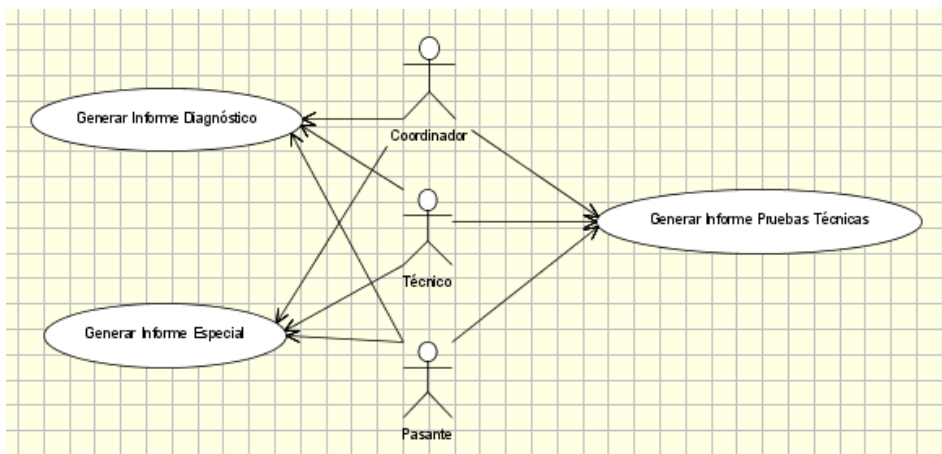 Generar Informe Diagnóstico
Coordinador
Generar Informe Pruebas Técnicas
Técnico
Generar Informe Especial
Pasante